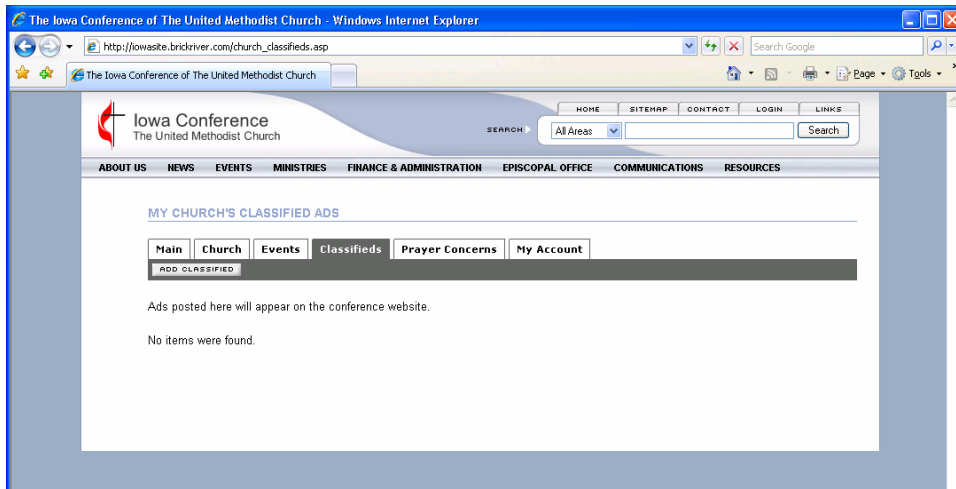 The Iowa Conference of The United Methodist Church - Windows Internet Explorer
http://iowasite.brickriver.com/church_classifieds.asp
Search Google
The Iowa Conference of The United Methodist Church
Page
Tools
HOME SITEMAP CONTACT LOGIN LINKS
Iowa Conference
The United Methodist Church
SEARCH All Areas Search
ABOUT US NEWS EVENTS MINISTRIES FINANCE & ADMINISTRATION EPISCOPAL OFFICE COMMUNICATIONS RESOURCES
MY CHURCH'S CLASSIFIED ADS
Main Church Events Classifieds Prayer Concerns My Account
ADD CLASSIFIED
Ads posted here will appear on the conference website.
No items were found.